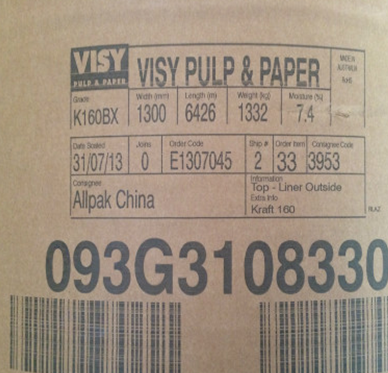 VISY
PULP & PAPER
VISY PULP & PAPER
MADE IN
AUSTRALIA
Grade Width (mm) Length (m) Weight (kg) Moisture (%)
K160BX 1300 6426 1332 7.4
Date Scaled Joins Order Code Ship # Order Item Consignee Code
31/07/13 0 E1307045 2 33 3953
Consignee Information
Allpak China Top - Liner Outside
Extra Info
Kraft 160
093G3108330